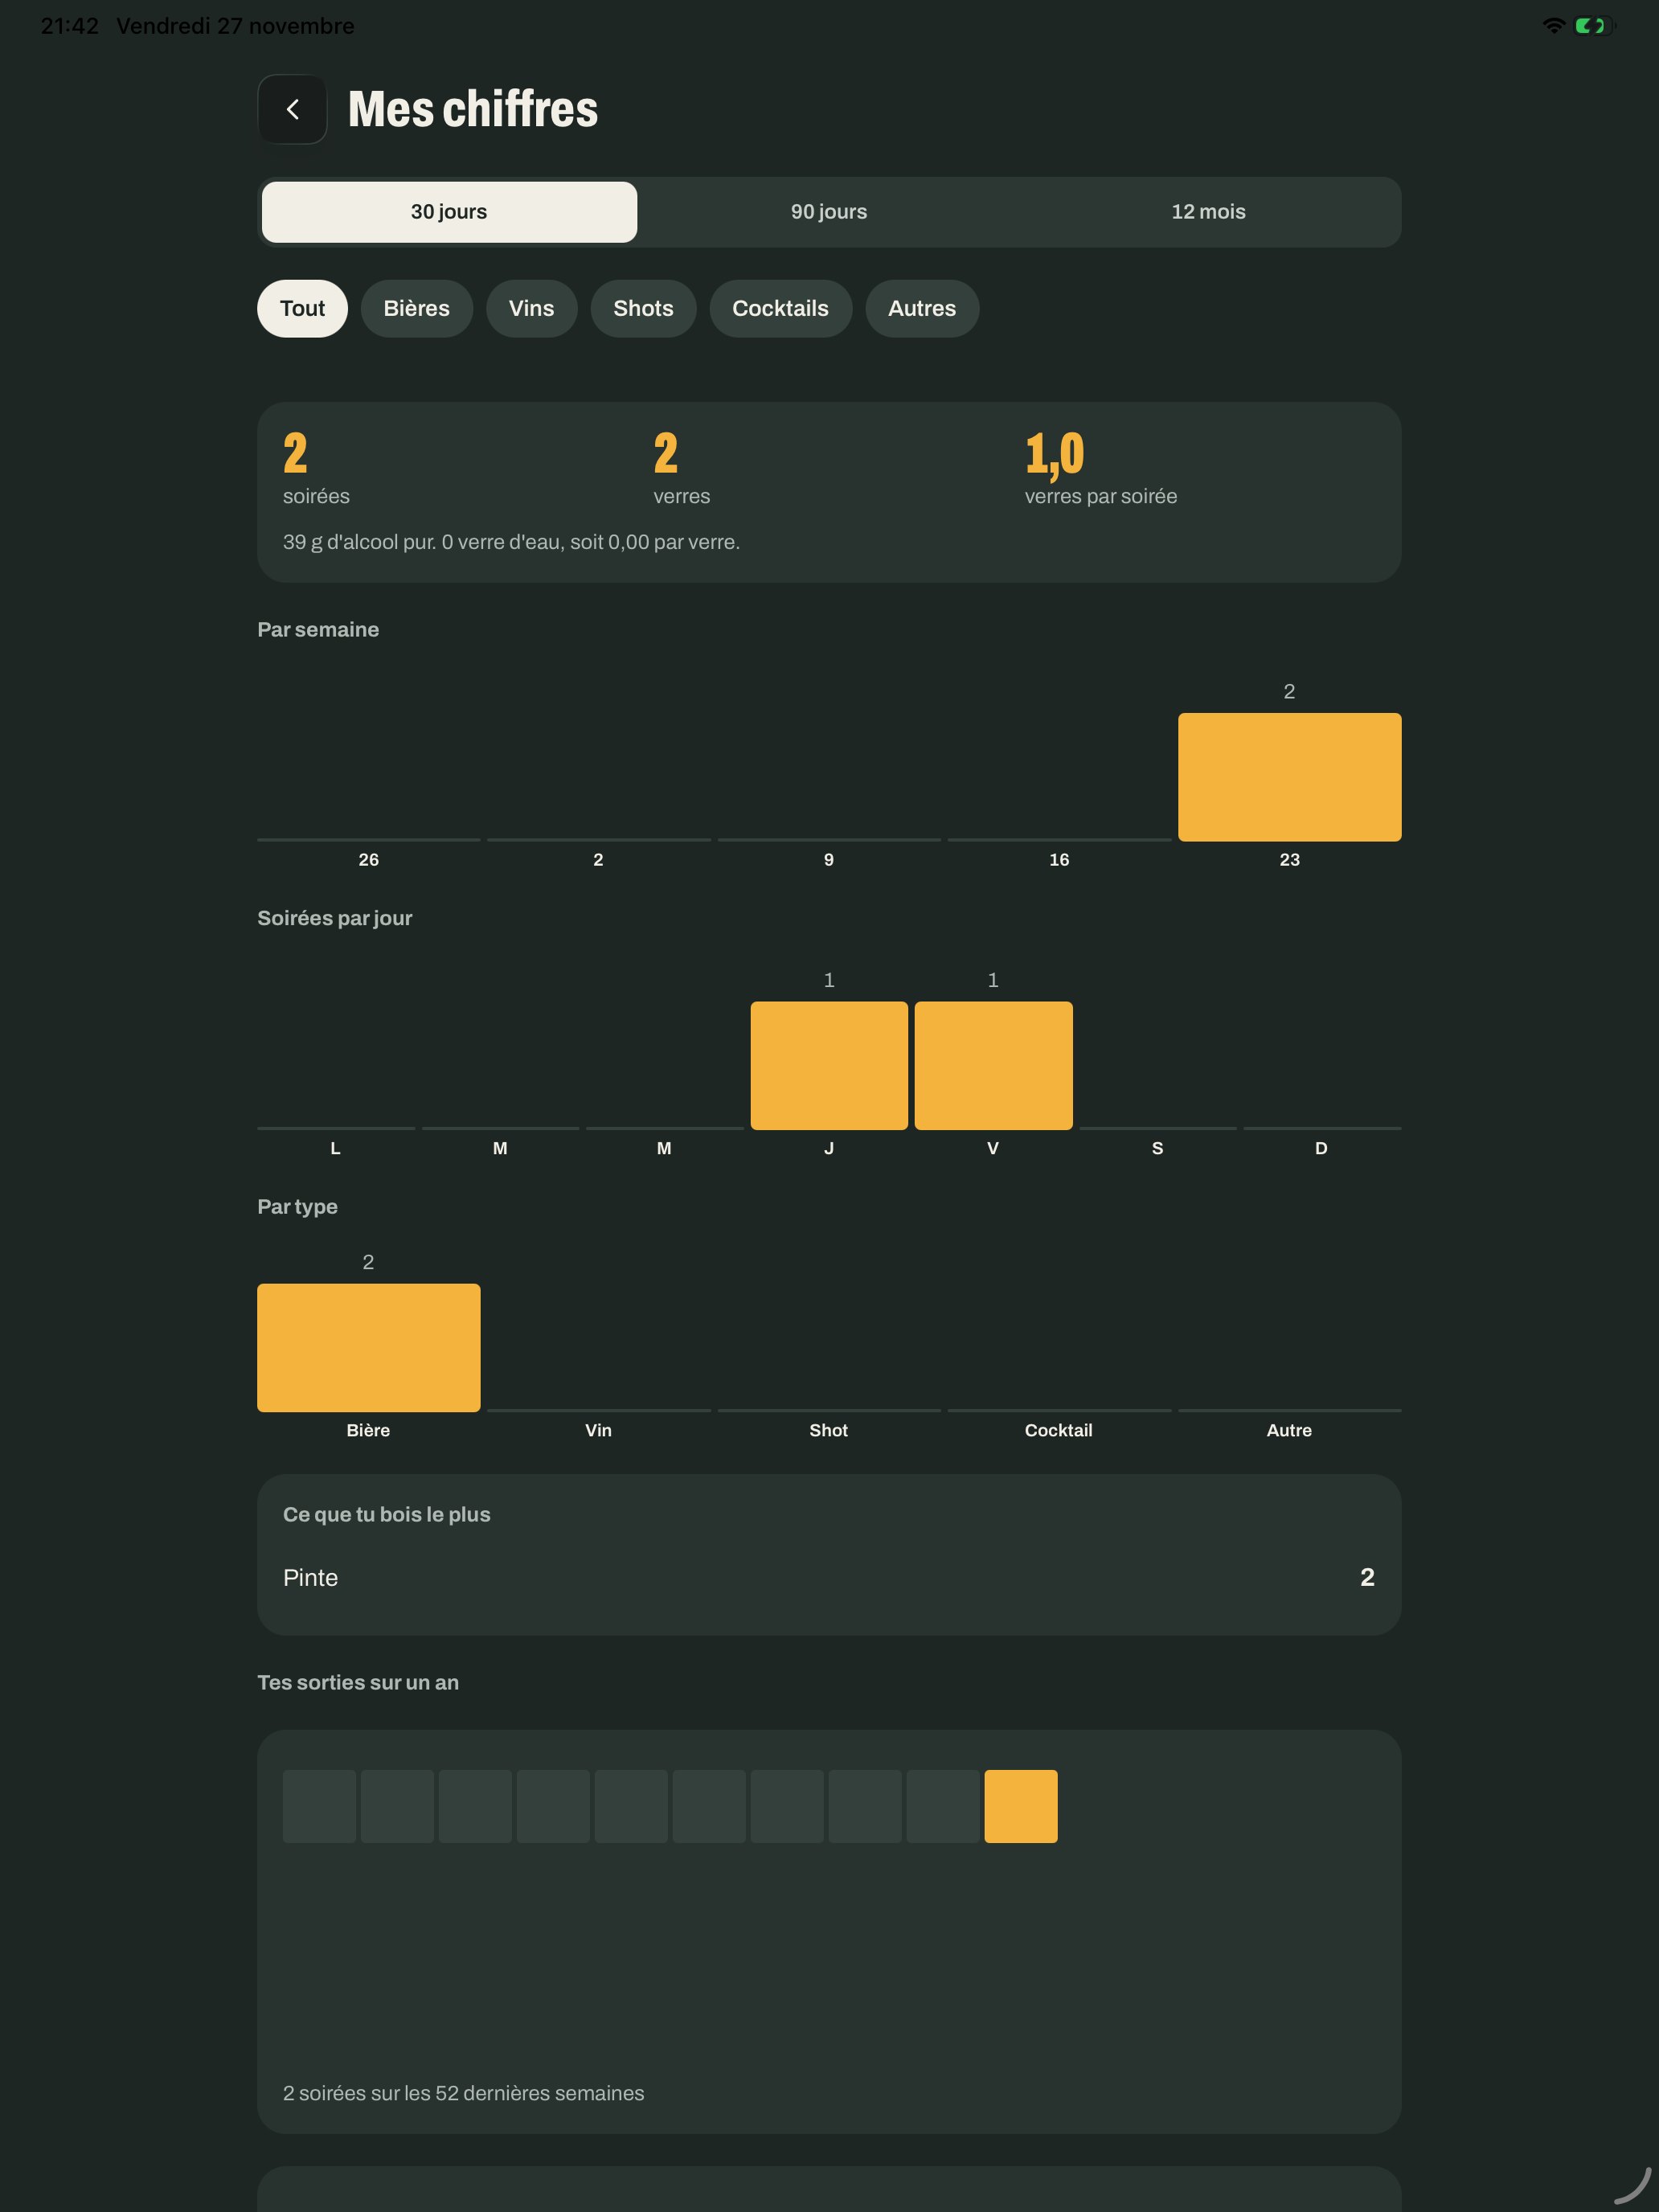 21:42 Vendredi 27 novembre
Mes chiffres
30 jours 90 jours 12 mois
Tout Bières Vins Shots Cocktails Autres
2 2 1,0
soirées verres verres par soirée
39 g d'alcool pur. 0 verre d'eau, soit 0,00 par verre.
Par semaine
2
26 2 9 16 23
Soirées par jour
1 1
L M M J V S D
Par type
2
Bière Vin Shot Cocktail Autre
Ce que tu bois le plus
Pinte 2
Tes sorties sur un an
2 soirées sur les 52 dernières semaines